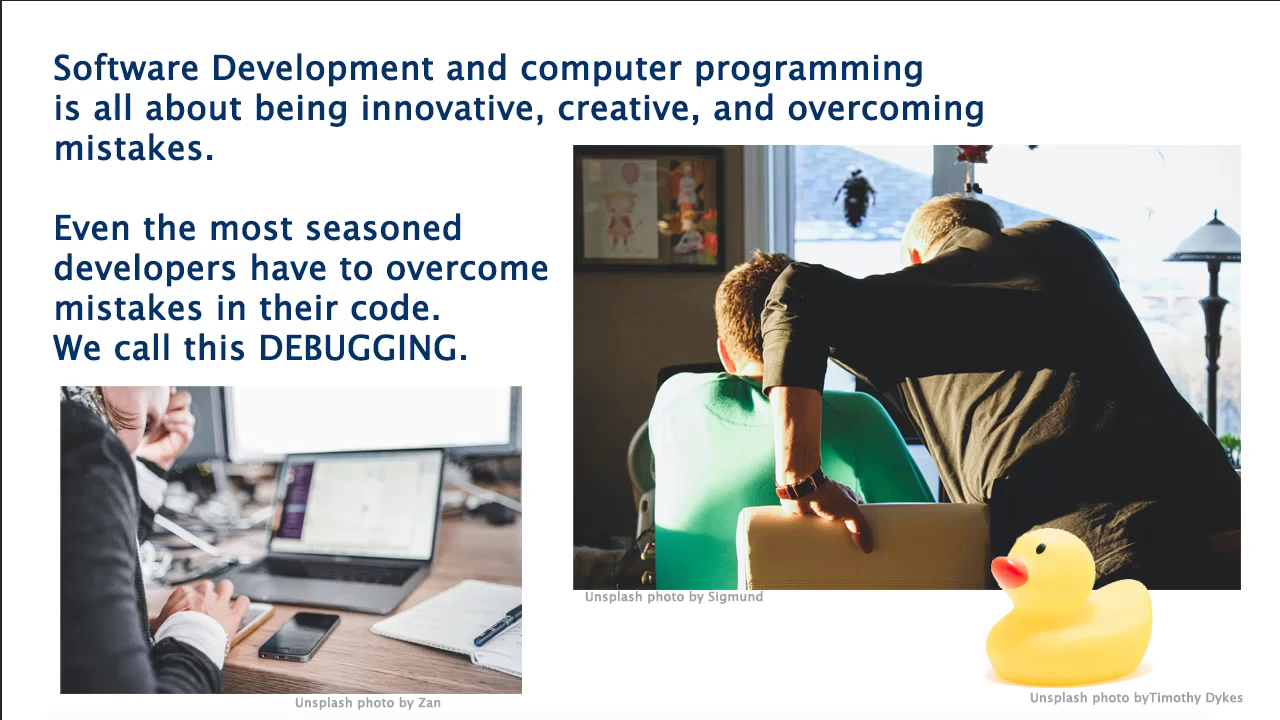 Software Development and computer programming
is all about being innovative, creative, and overcoming
mistakes.
Even the most seasoned
developers have to overcome
mistakes in their code.
We call this DEBUGGING.
Unsplash photo by Sigmund
Unsplash photo by Zan
Unsplash photo byTimothy Dykes